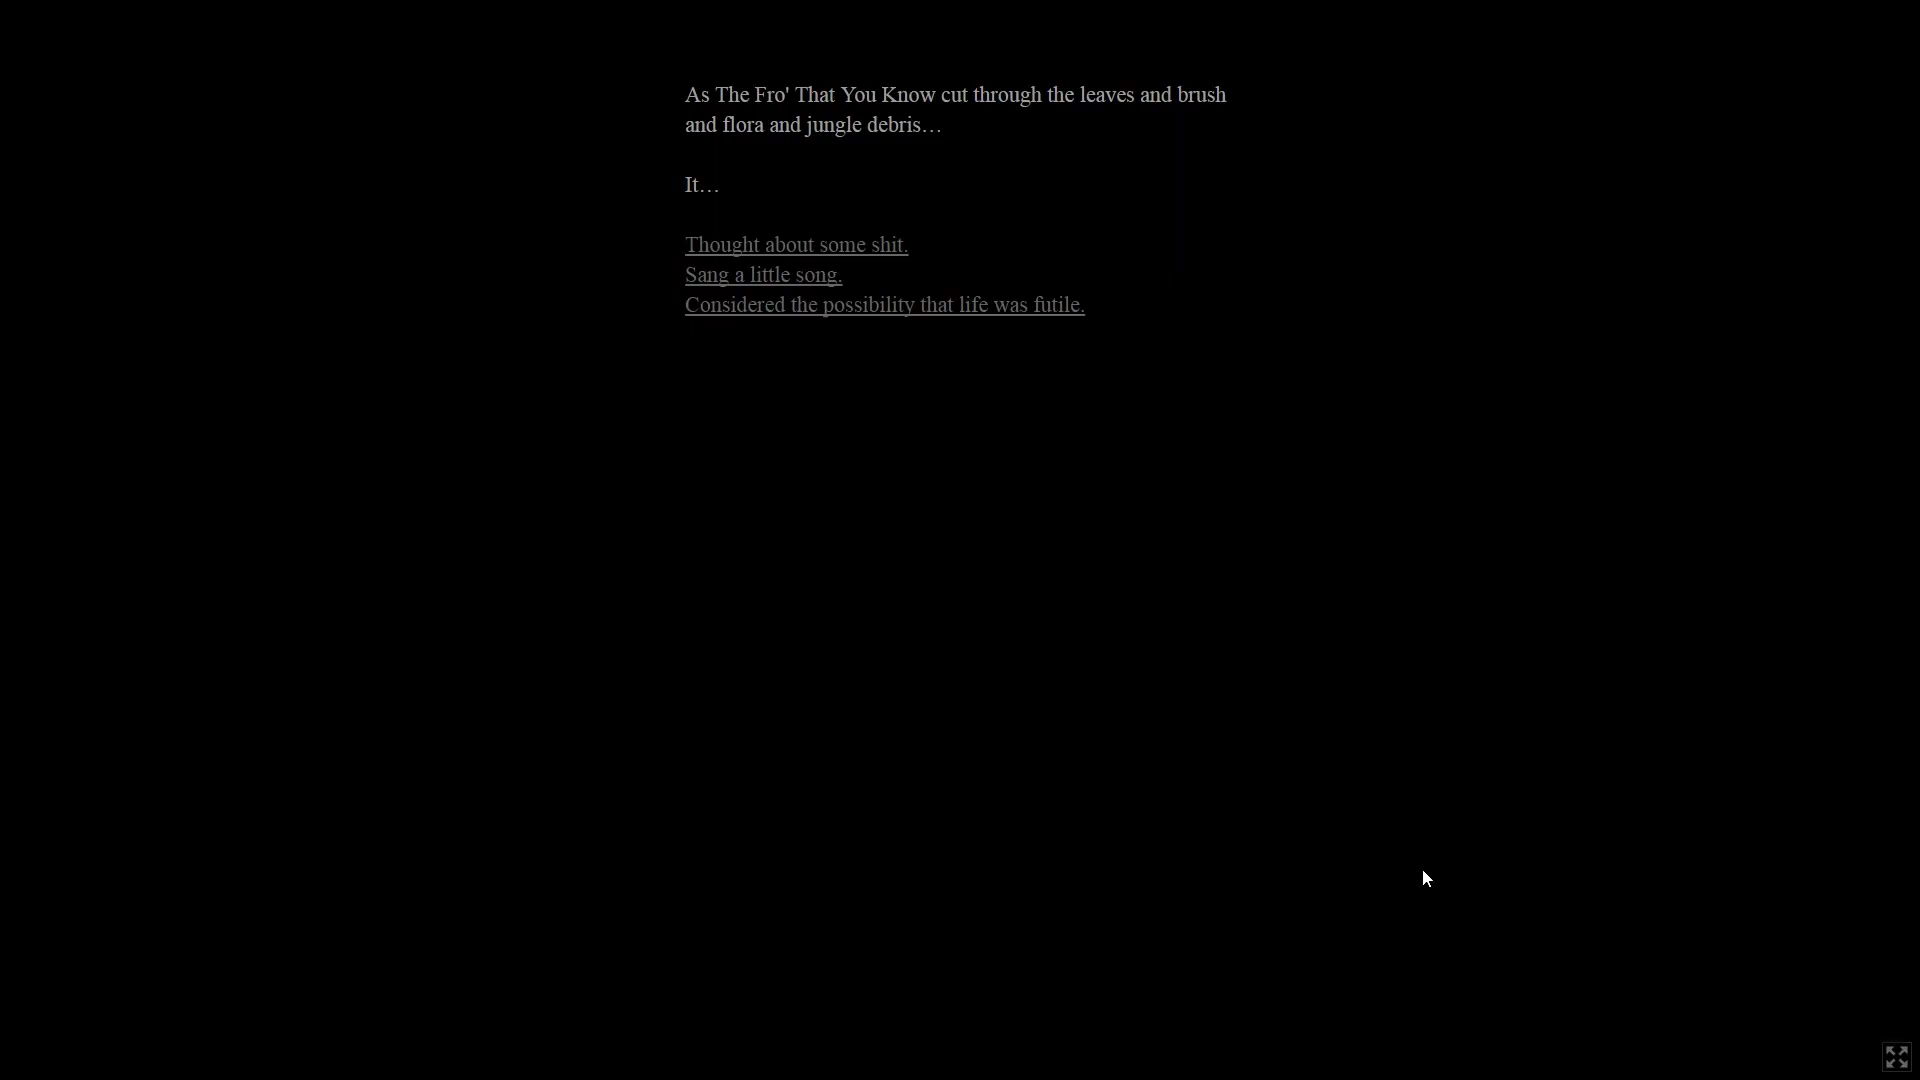 As The Fro' That You Know cut through the leaves and brush
and flora and jungle debris…
It…
Thought about some shit.
Sang a little song.
Considered the possibility that life was futile.